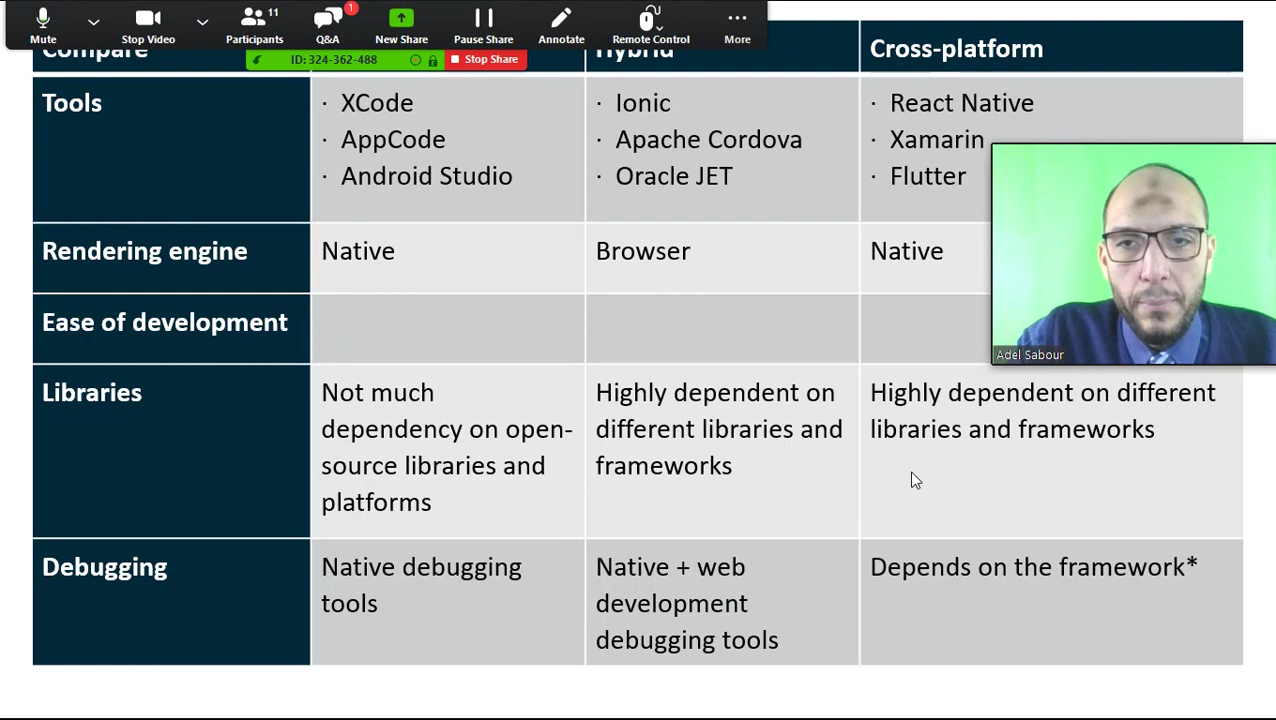 11
1
Mute
Stop Video
Participants
Q&A
New Share
Pause Share
Annotate
Remote Control
More
ID: 324-362-488
Stop Share
Compare
Hybrid
Cross-platform
Tools
· XCode
· AppCode
· Android Studio
· Ionic
· Apache Cordova
· Oracle JET
· React Native
· Xamarin
· Flutter
Adel Sabour
Rendering engine
Native
Browser
Native
Ease of development
Libraries
Not much
dependency on open-
source libraries and
platforms
Highly dependent on
different libraries and
frameworks
Highly dependent on different
libraries and frameworks
Debugging
Native debugging
tools
Native + web
development
debugging tools
Depends on the framework*